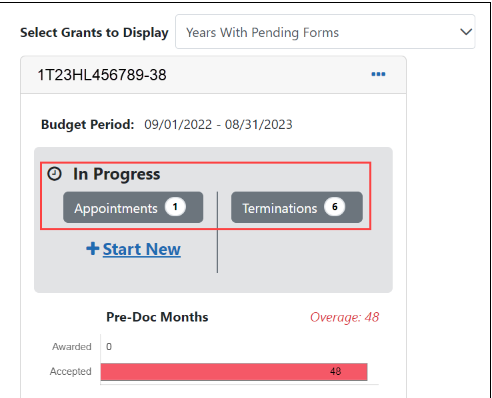 Select Grants to Display Years With Pending Forms
1T23HL456789-38
Budget Period: 09/01/2022 - 08/31/2023
In Progress
Appointments 1 Terminations 6
+ Start New
Pre-Doc Months Overage: 48
Awarded 0
Accepted 48